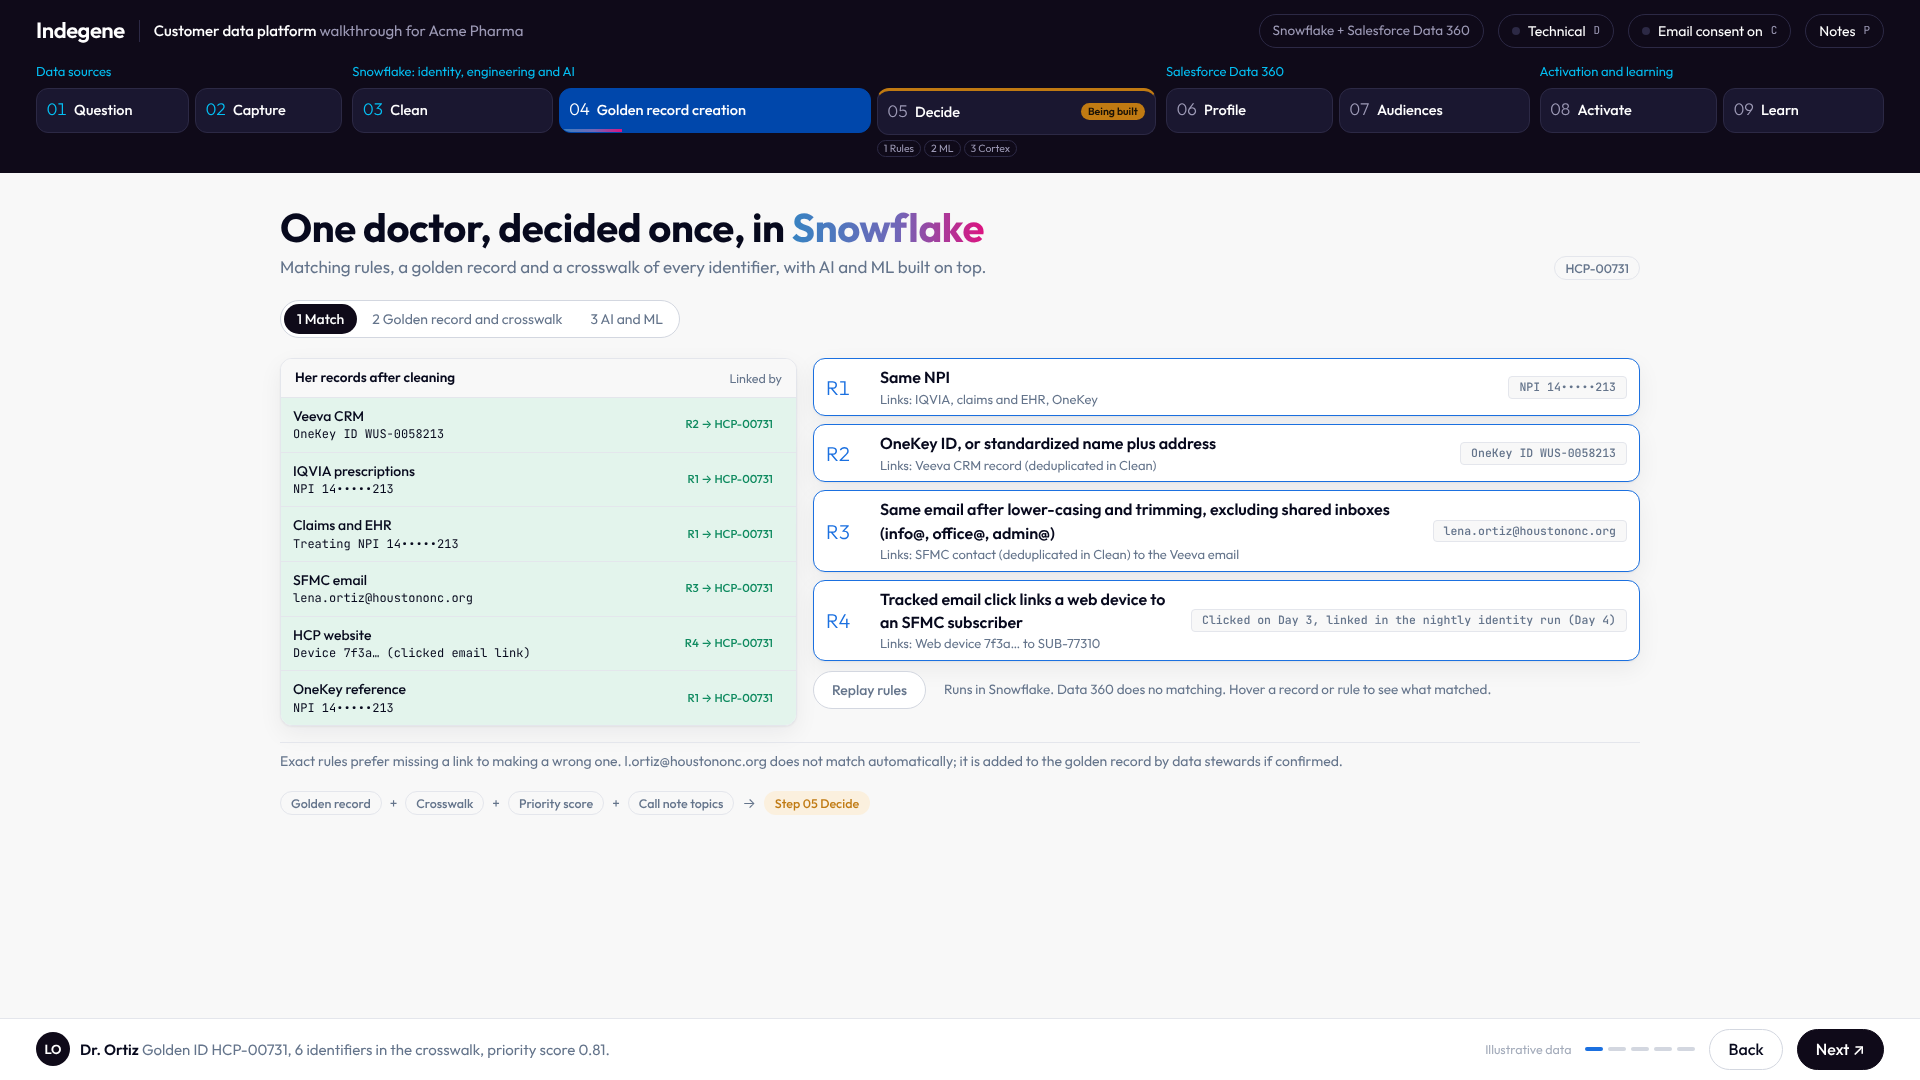 Indegene
Customer data platform walkthrough for Acme Pharma
Snowflake + Salesforce Data 360
Technical D
Email consent on C
Notes P
Data sources
Snowflake: identity, engineering and AI
Salesforce Data 360
Activation and learning
01 Question
02 Capture
03 Clean
04 Golden record creation
05 Decide
Being built
06 Profile
07 Audiences
08 Activate
09 Learn
1 Rules
2 ML
3 Cortex
One doctor, decided once, in Snowflake
Matching rules, a golden record and a crosswalk of every identifier, with AI and ML built on top.
HCP-00731
1 Match
2 Golden record and crosswalk
3 AI and ML
Her records after cleaning
Linked by
Veeva CRM
OneKey ID WUS-0058213
R2 → HCP-00731
IQVIA prescriptions
NPI 14•••••213
R1 → HCP-00731
Claims and EHR
Treating NPI 14•••••213
R1 → HCP-00731
SFMC email
lena.ortiz@houstononc.org
R3 → HCP-00731
HCP website
Device 7f3a… (clicked email link)
R4 → HCP-00731
OneKey reference
NPI 14•••••213
R1 → HCP-00731
R1
Same NPI
Links: IQVIA, claims and EHR, OneKey
NPI 14•••••213
R2
OneKey ID, or standardized name plus address
Links: Veeva CRM record (deduplicated in Clean)
OneKey ID WUS-0058213
R3
Same email after lower-casing and trimming, excluding shared inboxes
(info@, office@, admin@)
Links: SFMC contact (deduplicated in Clean) to the Veeva email
lena.ortiz@houstononc.org
R4
Tracked email click links a web device to
an SFMC subscriber
Links: Web device 7f3a… to SUB-77310
Clicked on Day 3, linked in the nightly identity run (Day 4)
Replay rules
Runs in Snowflake. Data 360 does no matching. Hover a record or rule to see what matched.
Exact rules prefer missing a link to making a wrong one. l.ortiz@houstononc.org does not match automatically; it is added to the golden record by data stewards if confirmed.
Golden record + Crosswalk + Priority score + Call note topics → Step 05 Decide
LO
Dr. Ortiz Golden ID HCP-00731, 6 identifiers in the crosswalk, priority score 0.81.
Illustrative data
Back
Next ↗